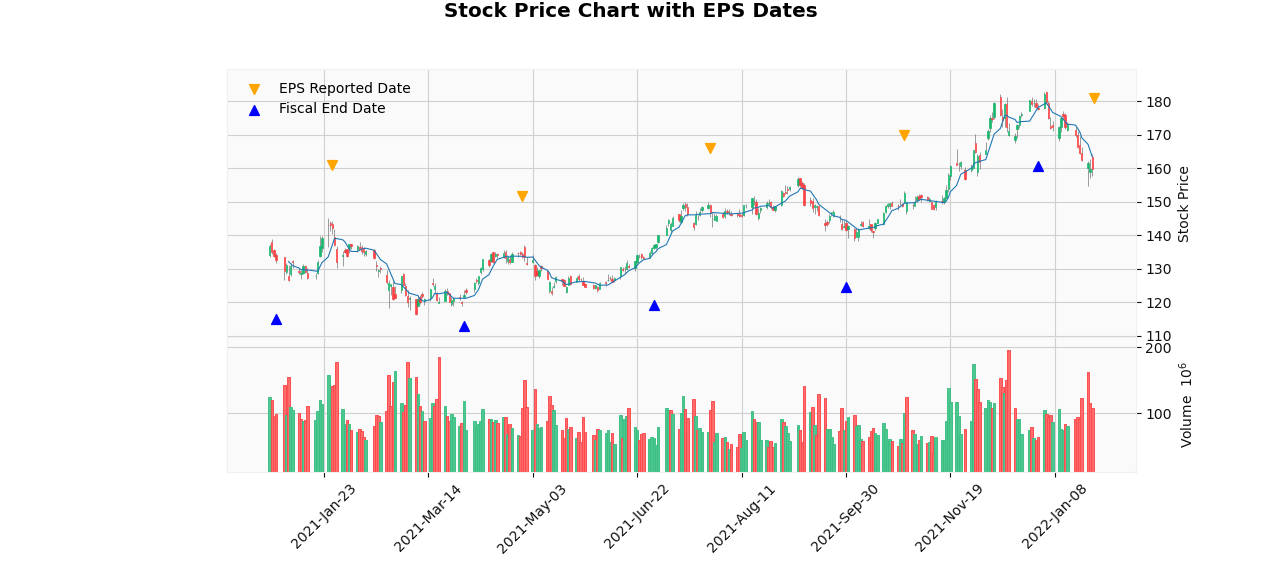 Stock Price Chart with EPS Dates
EPS Reported Date
Fiscal End Date
180
170
160
150
140
130
120
110
Stock Price
200
100
Volume 10^6
2021-Jan-23
2021-Mar-14
2021-May-03
2021-Jun-22
2021-Aug-11
2021-Sep-30
2021-Nov-19
2022-Jan-08